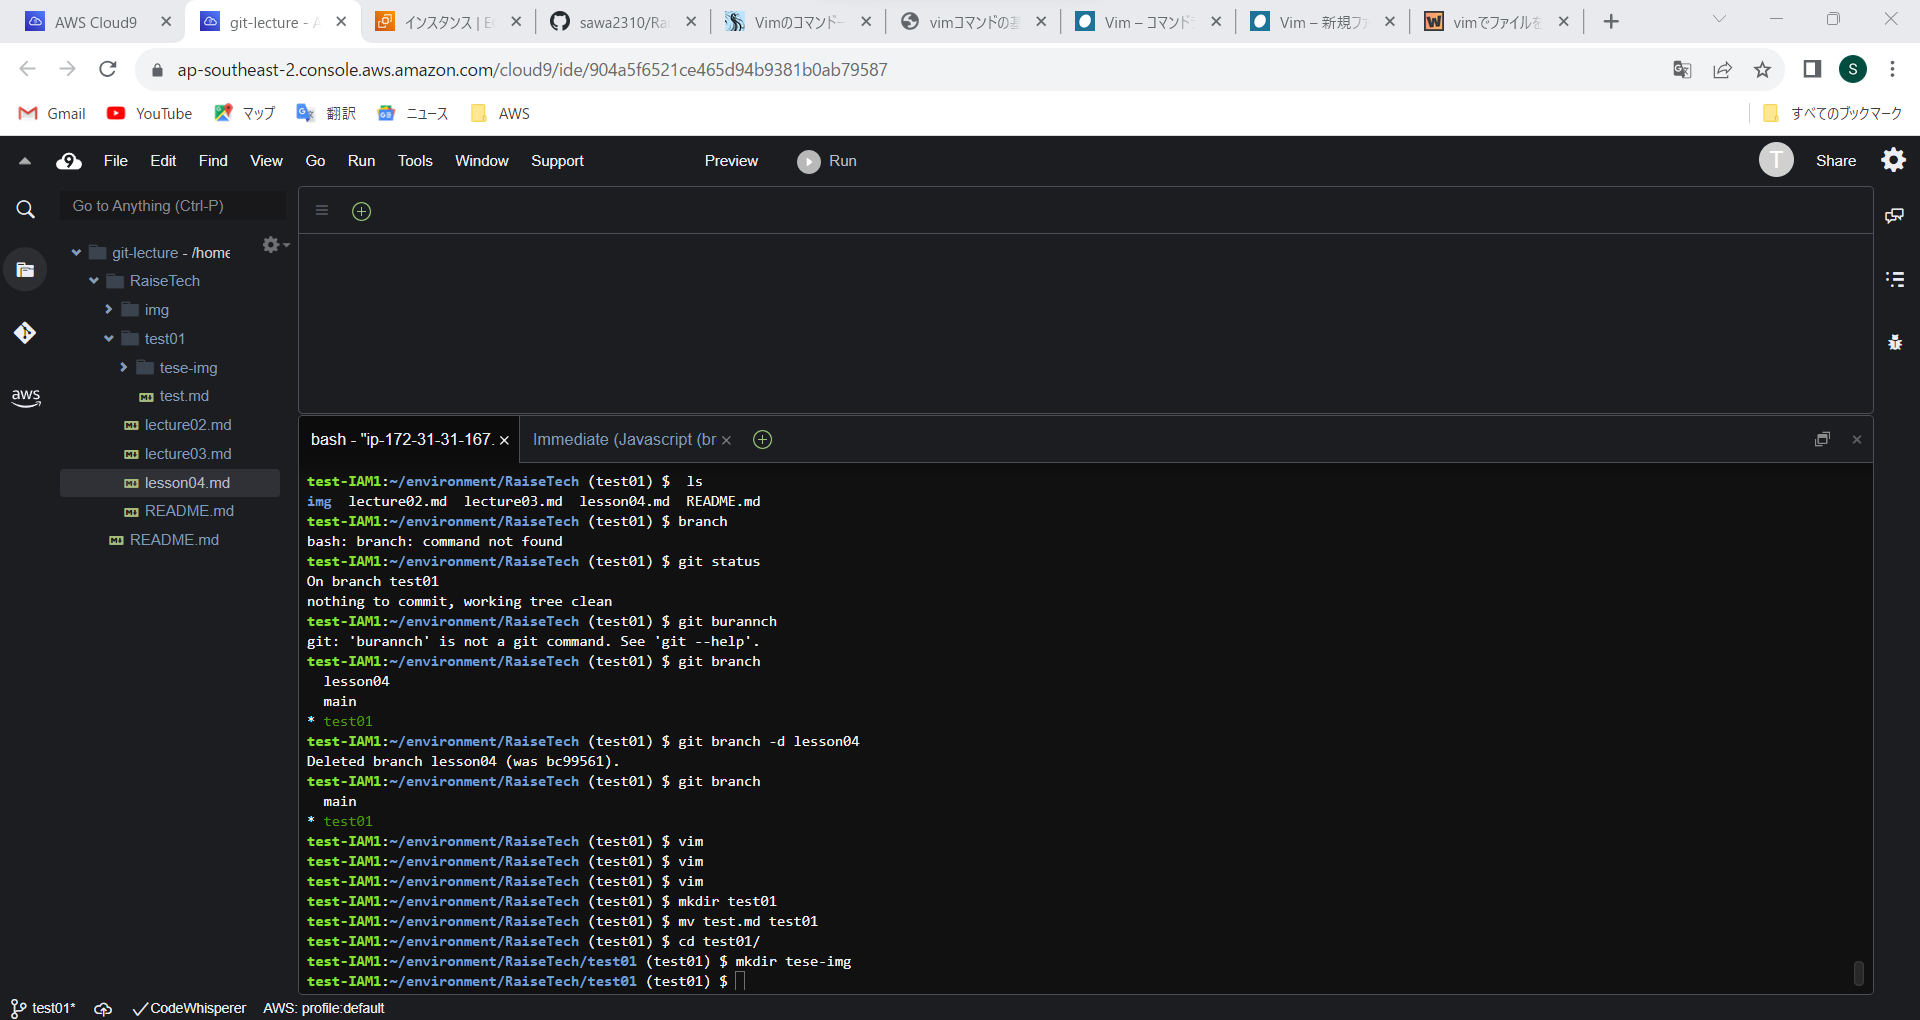 AWS Cloud9
git-lecture - A
インスタンス | E
sawa2310/Rai
Vimのコマンド
vimコマンドの基
Vim – コマンド
Vim – 新規フ
vimでファイルを
ap-southeast-2.console.aws.amazon.com/cloud9/ide/904a5f6521ce465d94b9381b0ab79587
S
Gmail
YouTube
マップ
翻訳
ニュース
AWS
すべてのブックマーク
9
File
Edit
Find
View
Go
Run
Tools
Window
Support
Preview
Run
T
Share
Go to Anything (Ctrl-P)
git-lecture - /home
RaiseTech
img
test01
tese-img
test.md
lecture02.md
lecture03.md
lesson04.md
README.md
README.md
aws
bash - "ip-172-31-31-167.
Immediate (Javascript (br
test-IAM1:~/environment/RaiseTech (test01) $  ls
img  lecture02.md  lecture03.md  lesson04.md  README.md
test-IAM1:~/environment/RaiseTech (test01) $ branch
bash: branch: command not found
test-IAM1:~/environment/RaiseTech (test01) $ git status
On branch test01
nothing to commit, working tree clean
test-IAM1:~/environment/RaiseTech (test01) $ git burannch
git: 'burannch' is not a git command. See 'git --help'.
test-IAM1:~/environment/RaiseTech (test01) $ git branch
  lesson04
  main
* test01
test-IAM1:~/environment/RaiseTech (test01) $ git branch -d lesson04
Deleted branch lesson04 (was bc99561).
test-IAM1:~/environment/RaiseTech (test01) $ git branch
  main
* test01
test-IAM1:~/environment/RaiseTech (test01) $ vim
test-IAM1:~/environment/RaiseTech (test01) $ vim
test-IAM1:~/environment/RaiseTech (test01) $ vim
test-IAM1:~/environment/RaiseTech (test01) $ mkdir test01
test-IAM1:~/environment/RaiseTech (test01) $ mv test.md test01
test-IAM1:~/environment/RaiseTech (test01) $ cd test01/
test-IAM1:~/environment/RaiseTech/test01 (test01) $ mkdir tese-img
test-IAM1:~/environment/RaiseTech/test01 (test01) $
test01*
CodeWhisperer
AWS: profile:default